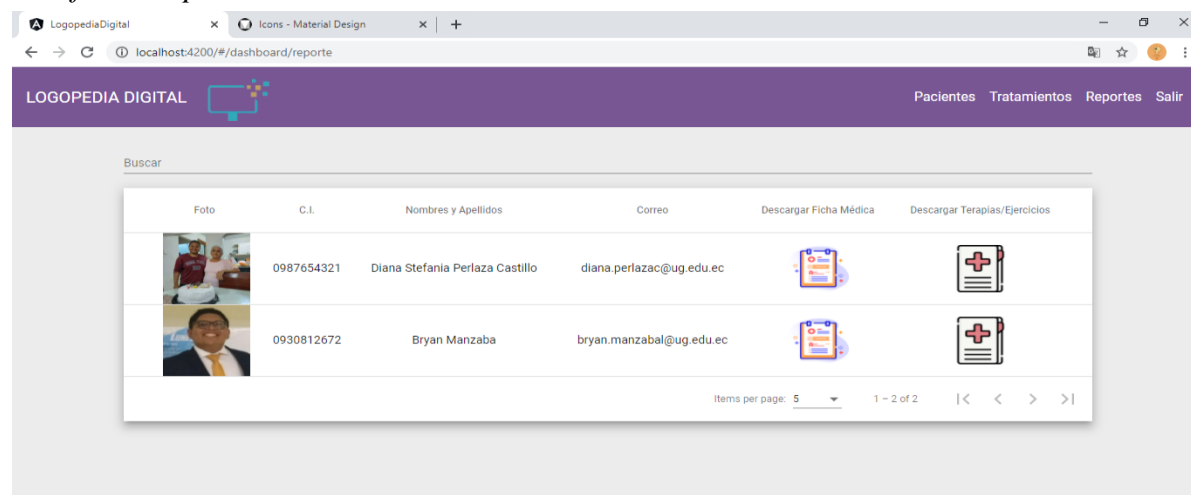 LogopediaDigital Icons - Material Design
localhost:4200/#/dashboard/reporte
LOGOPEDIA DIGITAL Pacientes Tratamientos Reportes Salir
Buscar
Foto C.I. Nombres y Apellidos Correo Descargar Ficha Médica Descargar Terapias/Ejercicios
0987654321 Diana Stefania Perlaza Castillo diana.perlazac@ug.edu.ec
0930812672 Bryan Manzaba bryan.manzabal@ug.edu.ec
Items per page: 5 1 – 2 of 2